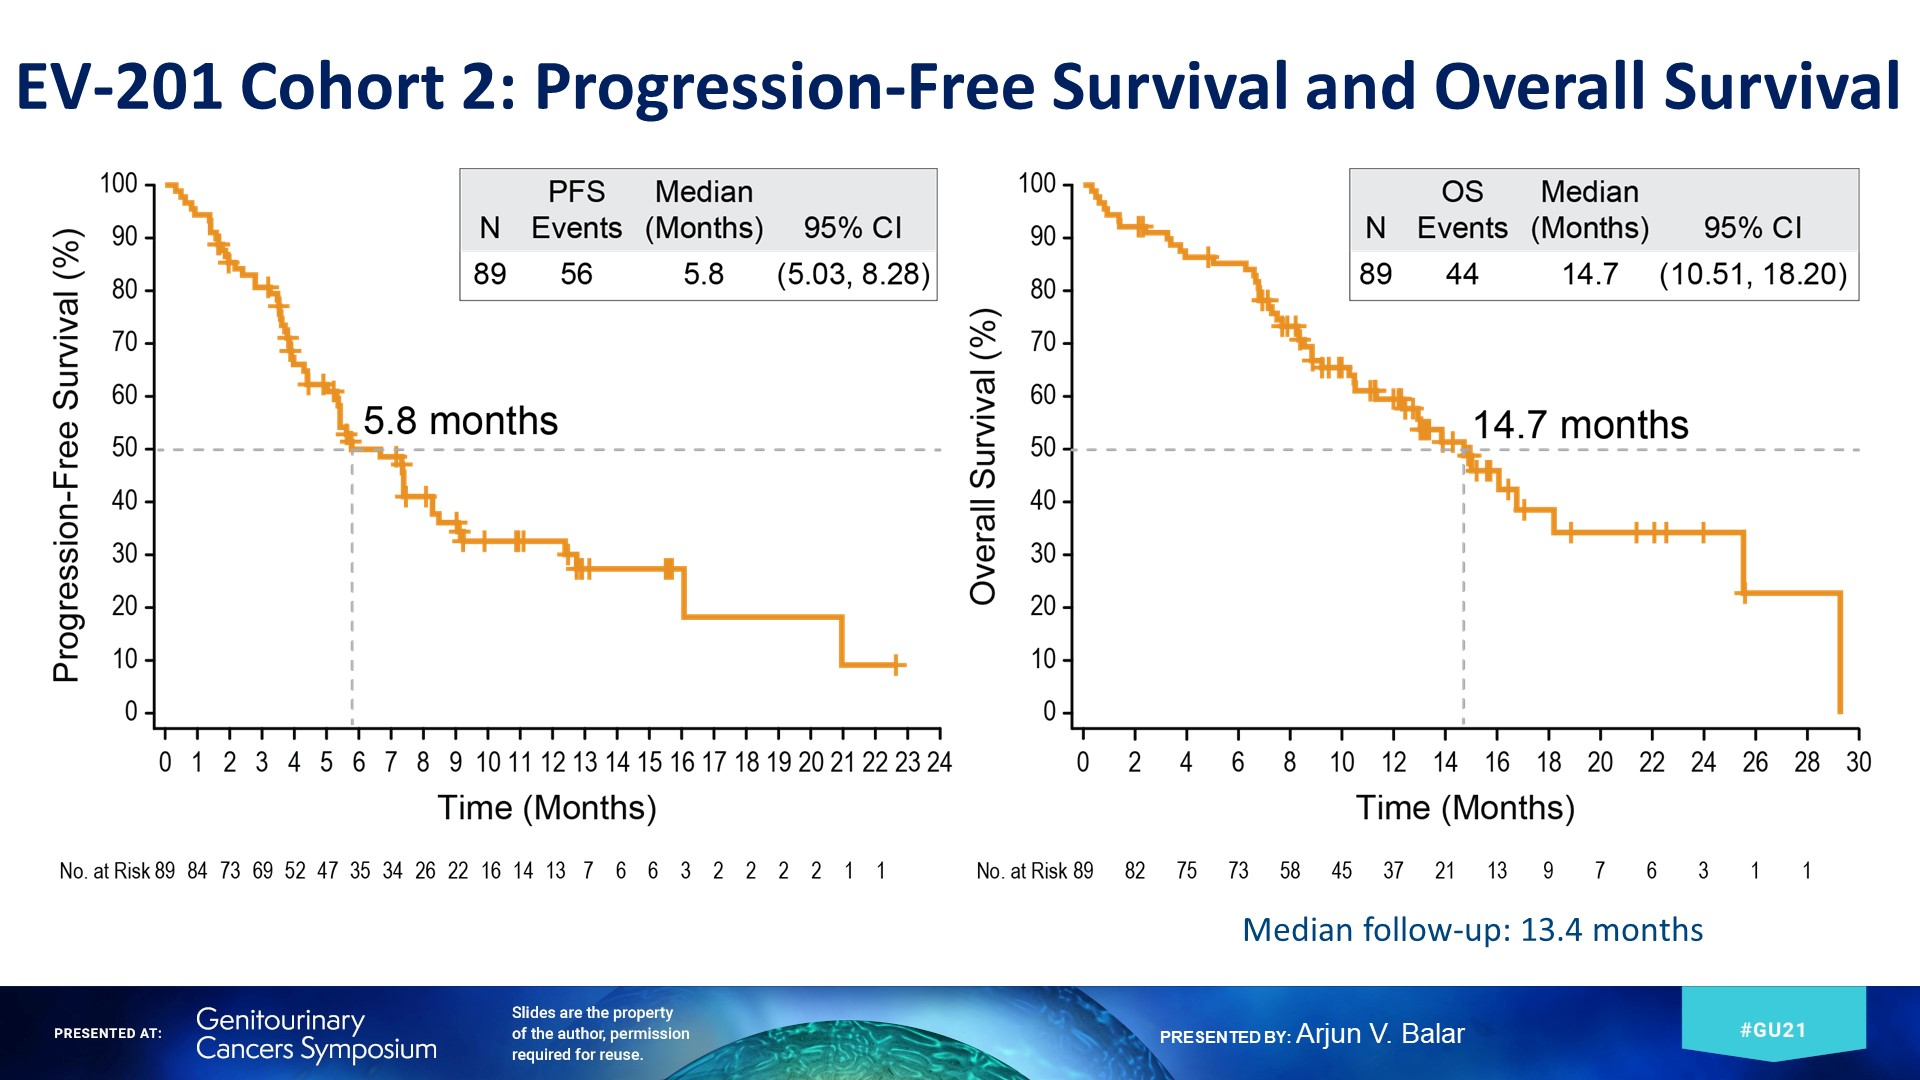 EV-201 Cohort 2: Progression-Free Survival and Overall Survival
Progression-Free Survival (%)
100
90
80
70
60
50
40
30
20
10
0
PFS Median
N Events (Months) 95% CI
89 56 5.8 (5.03, 8.28)
5.8 months
0 1 2 3 4 5 6 7 8 9 10 11 12 13 14 15 16 17 18 19 20 21 22 23 24
Time (Months)
No. at Risk 89 84 73 69 52 47 35 34 26 22 16 14 13 7 6 6 3 2 2 2 2 1 1
Overall Survival (%)
100
90
80
70
60
50
40
30
20
10
0
OS Median
N Events (Months) 95% CI
89 44 14.7 (10.51, 18.20)
14.7 months
0 2 4 6 8 10 12 14 16 18 20 22 24 26 28 30
Time (Months)
No. at Risk 89 82 75 73 58 45 37 21 13 9 7 6 3 1 1
Median follow-up: 13.4 months
PRESENTED AT:
Genitourinary
Cancers Symposium
Slides are the property
of the author, permission
required for reuse.
PRESENTED BY: Arjun V. Balar
#GU21